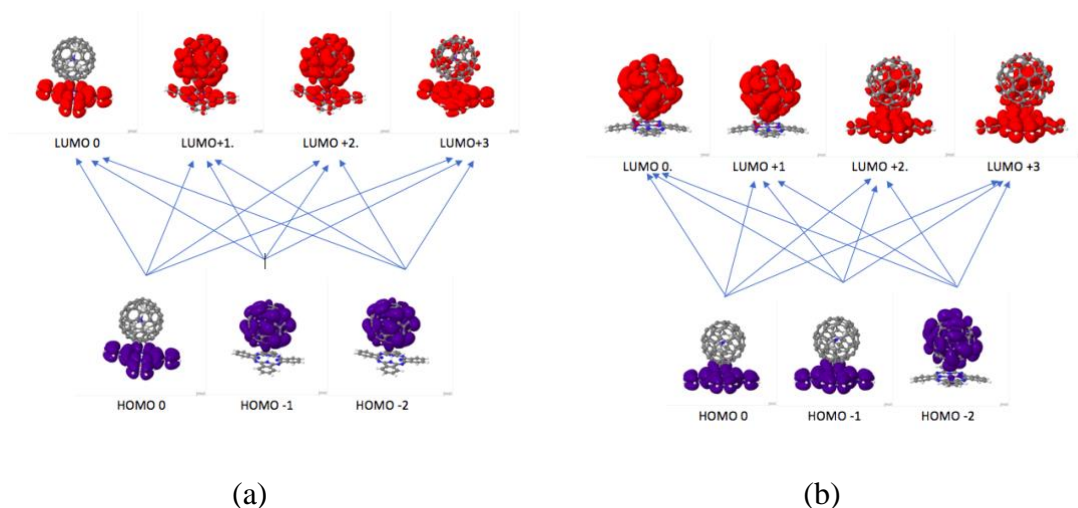 LUMO 0
LUMO+1.
LUMO +2.
LUMO+3
HOMO 0
HOMO -1
HOMO -2
(a)
LUMO 0.
LUMO +1
LUMO +2.
LUMO +3
HOMO 0
HOMO -1
HOMO -2
(b)